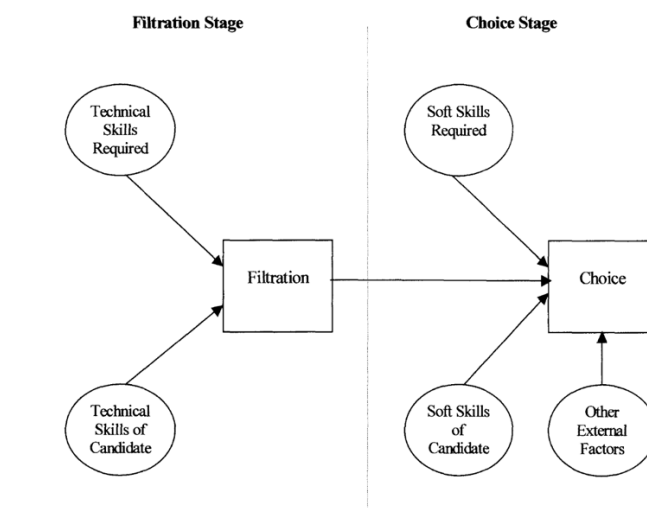 Filtration Stage
Choice Stage
Technical
Skills
Required
Soft Skills
Required
Filtration
Choice
Technical
Skills of
Candidate
Soft Skills
of
Candidate
Other
External
Factors